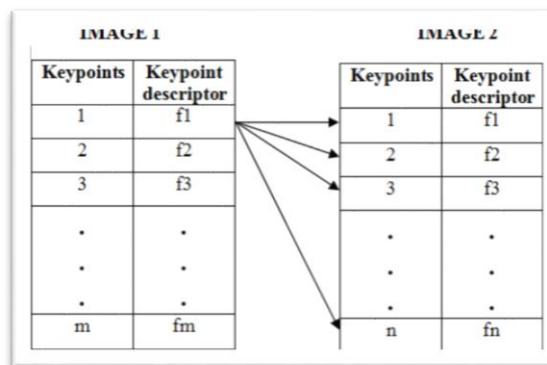 IMAGE 1
Keypoints Keypoint descriptor
1 f1
2 f2
3 f3
. .
. .
. .
m fm
IMAGE 2
Keypoints Keypoint descriptor
1 f1
2 f2
3 f3
. .
. .
. .
n fn